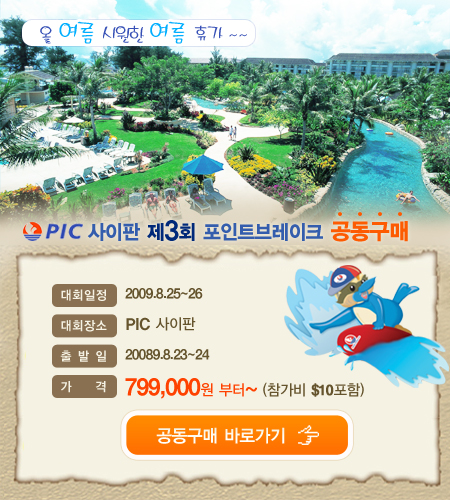 올 여름 시원한 여름 휴가 ~~
PIC 사이판 제3회 포인트브레이크 공동구매
대회일정 2009.8.25~26
대회장소 PIC 사이판
출 발 일 20089.8.23~24
가 격 799,000원 부터~ (참가비 $10포함)
공동구매 바로가기